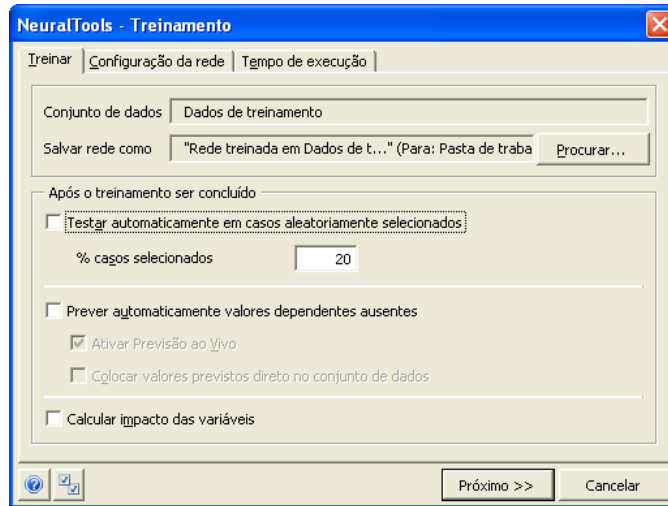 NeuralTools - Treinamento
Treinar
Configuração da rede
Tempo de execução
Conjunto de dados
Dados de treinamento
Salvar rede como
"Rede treinada em Dados de t..." (Para: Pasta de traba
Procurar...
Após o treinamento ser concluído
Testar automaticamente em casos aleatoriamente selecionados
% casos selecionados
20
Prever automaticamente valores dependentes ausentes
Ativar Previsão ao Vivo
Colocar valores previstos direto no conjunto de dados
Calcular impacto das variáveis
Próximo >>
Cancelar